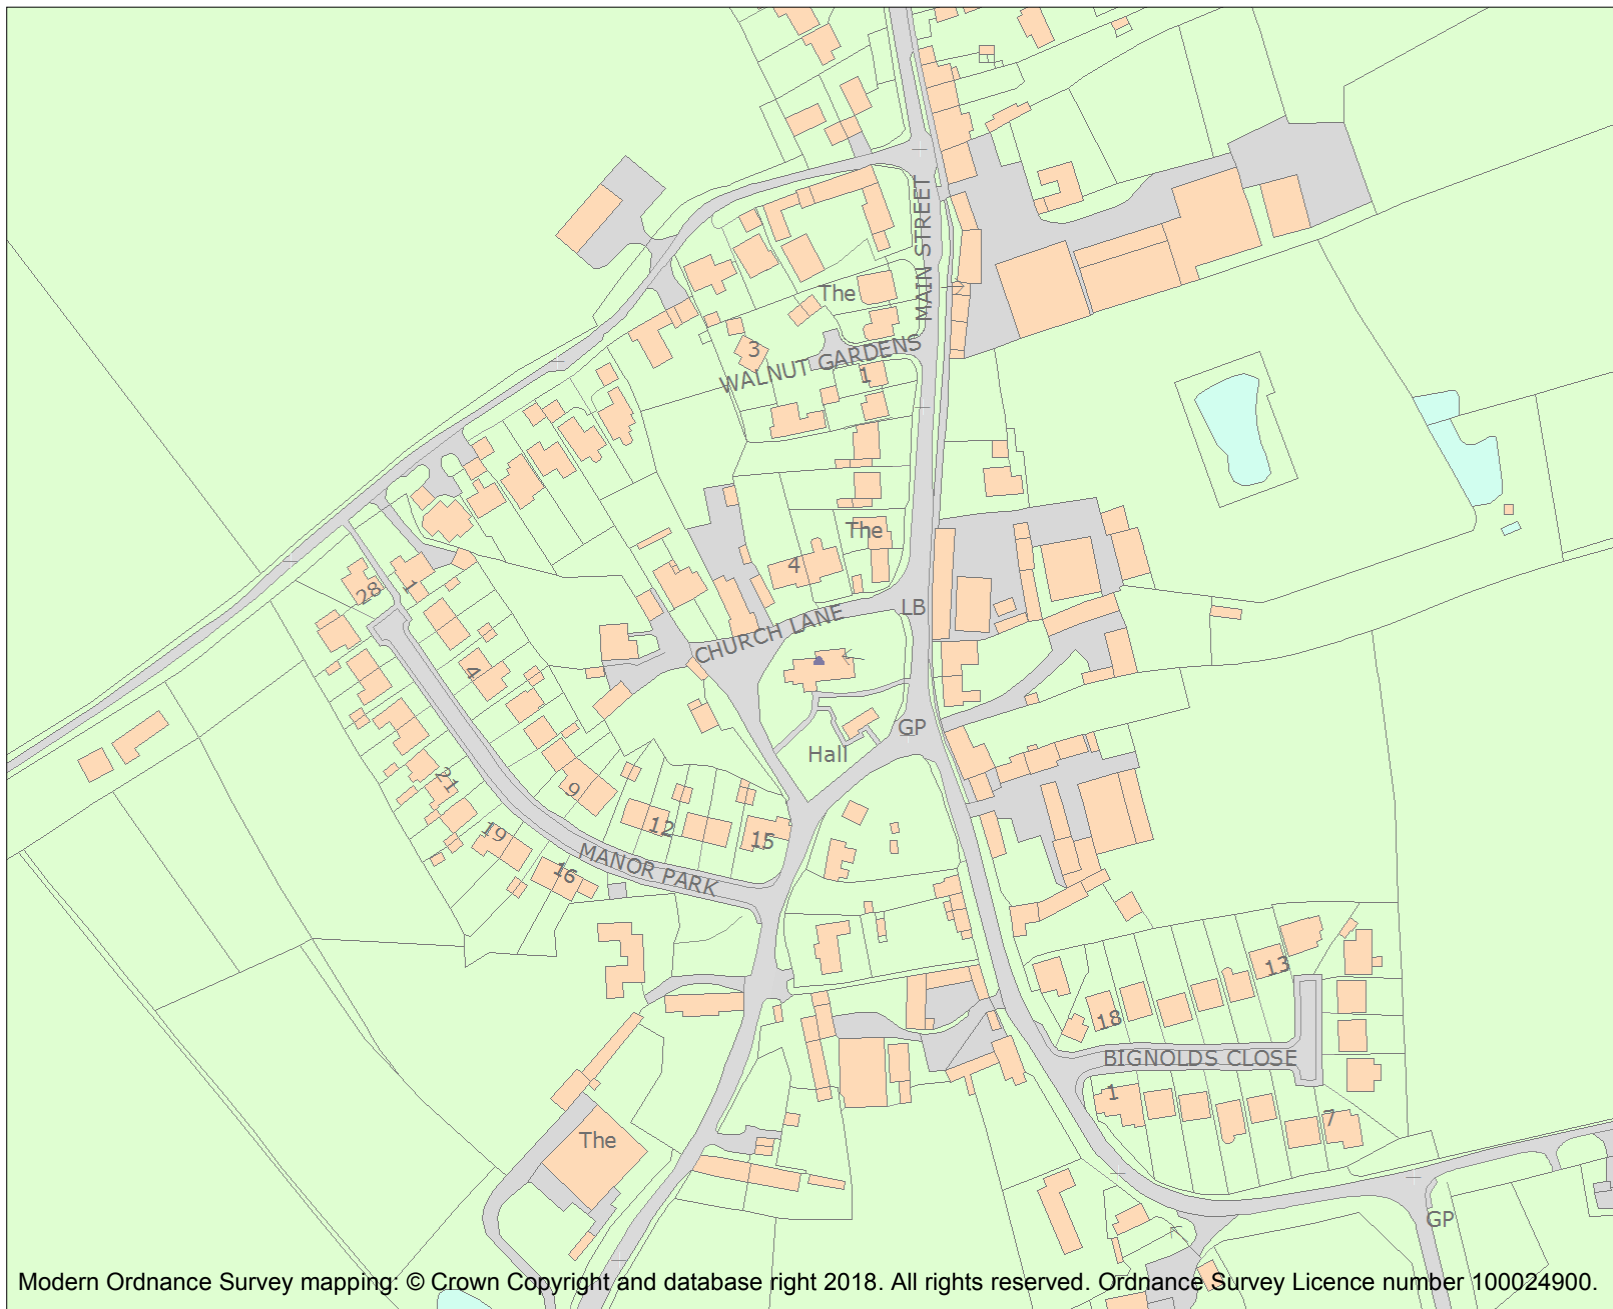 MAIN STREET
The
3
WALNUT GARDENS
1
The
4
28
1
LB
CHURCH LANE
4
GP
Hall
21
9
12
15
19
16
MANOR PARK
13
18
BIGNOLDS CLOSE
1
7
The
GP
Modern Ordnance Survey mapping: © Crown Copyright and database right 2018. All rights reserved. Ordnance Survey Licence number 100024900.